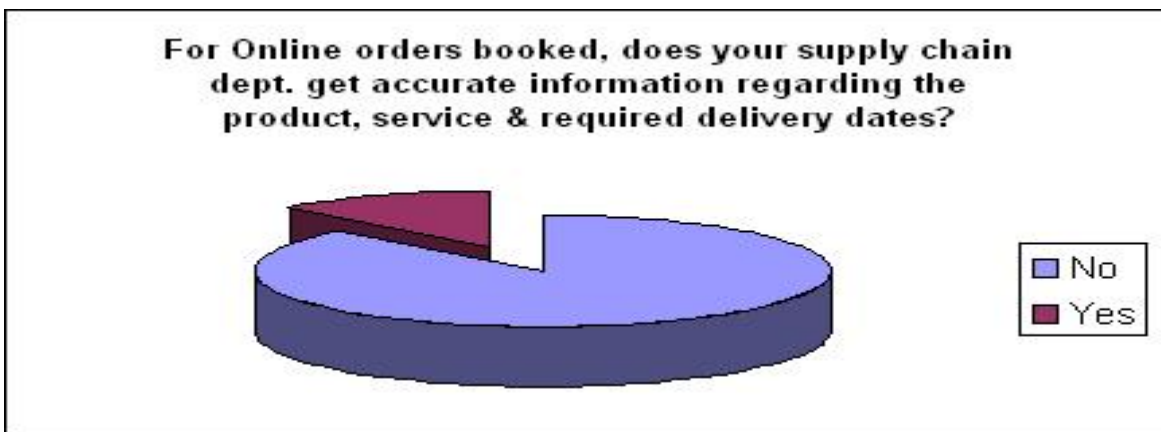 For Online orders booked, does your supply chain
dept. get accurate information regarding the
product, service & required delivery dates?
No
Yes